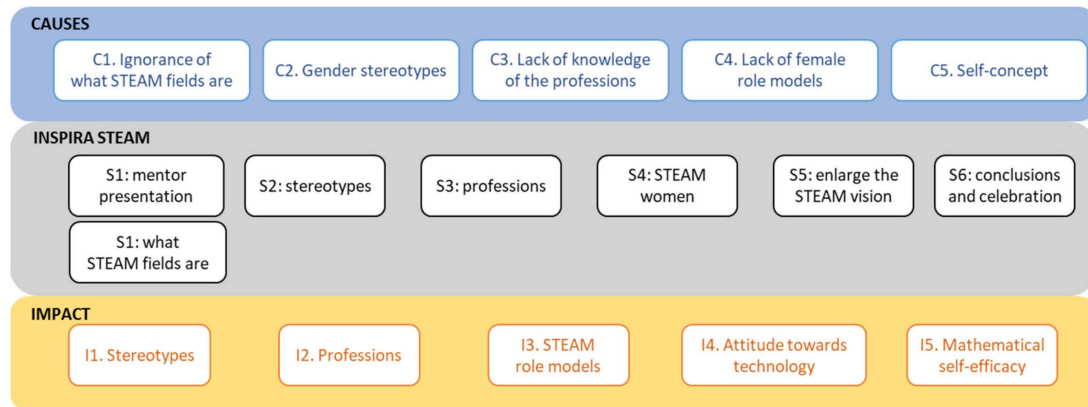 CAUSES
C1. Ignorance of
what STEAM fields are
C2. Gender stereotypes
C3. Lack of knowledge
of the professions
C4. Lack of female
role models
C5. Self-concept
INSPIRA STEAM
S1: mentor
presentation
S1: what
STEAM fields are
S2: stereotypes
S3: professions
S4: STEAM
women
S5: enlarge the
STEAM vision
S6: conclusions
and celebration
IMPACT
I1. Stereotypes
I2. Professions
I3. STEAM
role models
I4. Attitude towards
technology
I5. Mathematical
self-efficacy